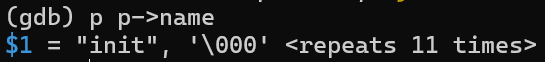 (gdb) p p->name
$1 = "init", '\000' <repeats 11 times>